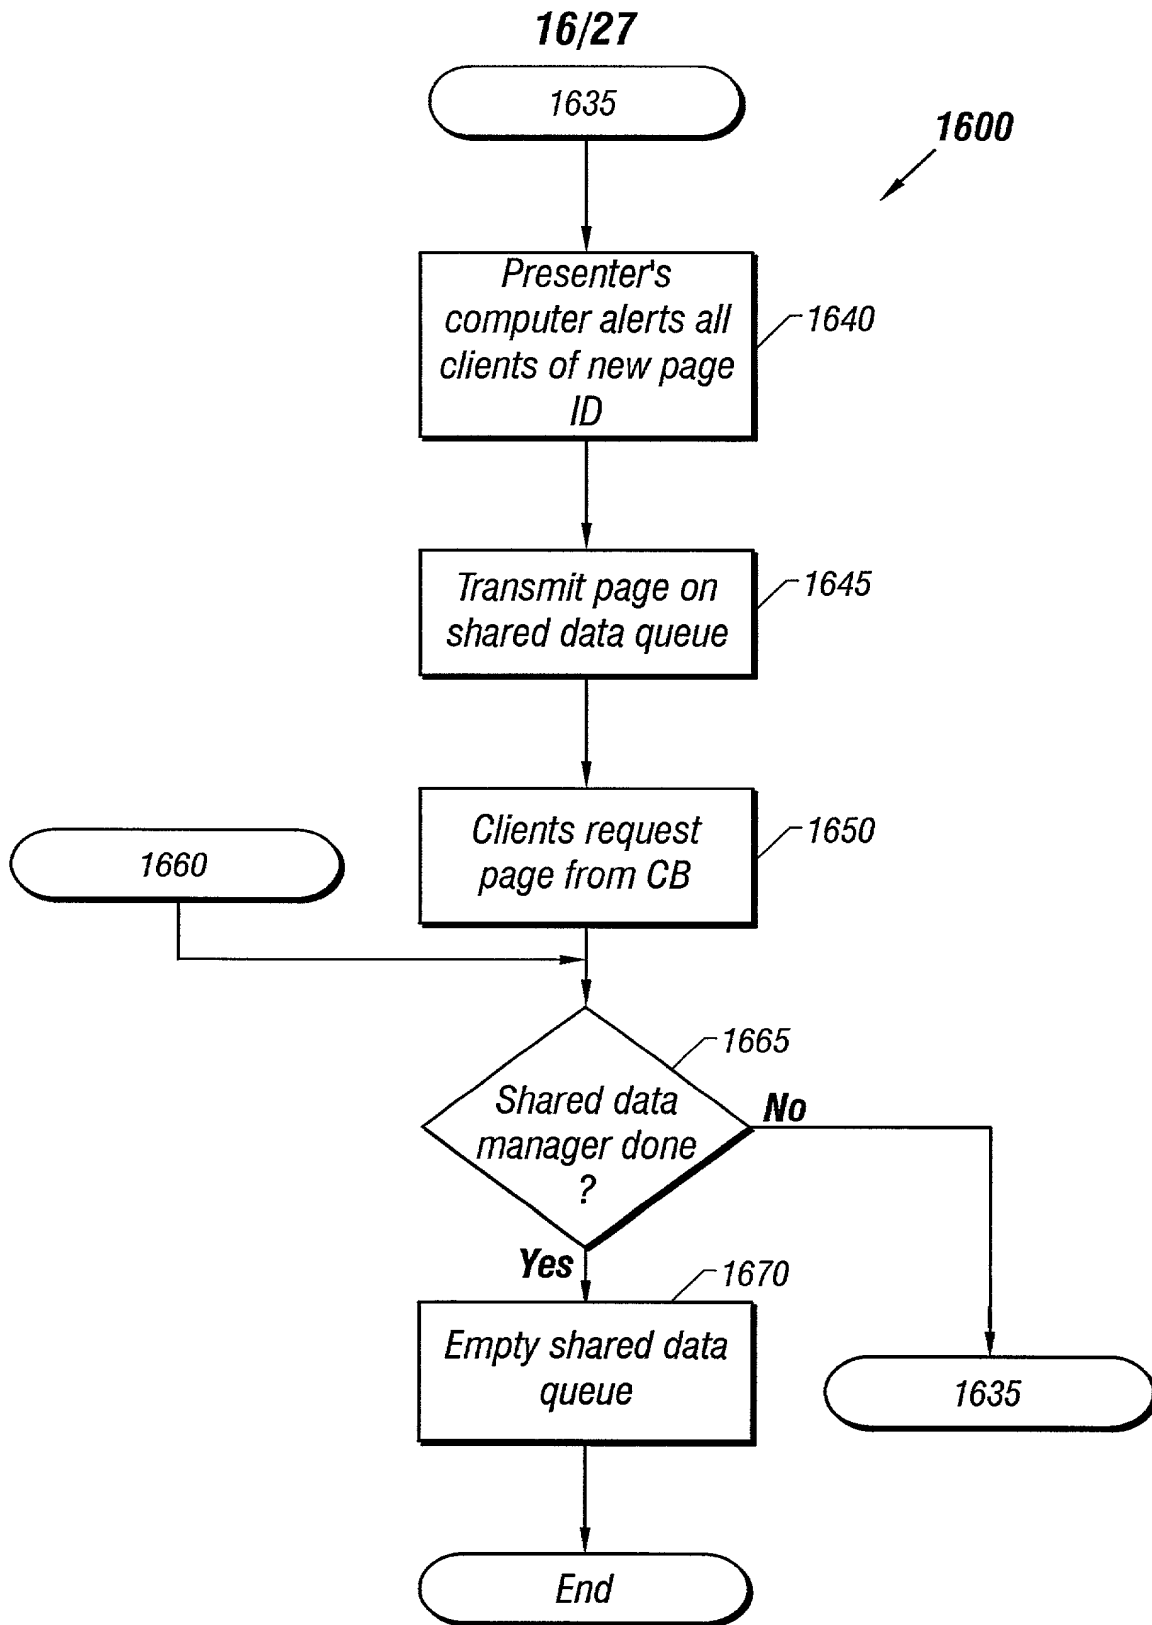 16/27
1635
1600
Presenter's
computer alerts all
clients of new page
ID
1640
Transmit page on
shared data queue
1645
Clients request
page from CB
1650
1660
1665
Shared data
manager done
?
No
Yes
1670
Empty shared data
queue
1635
End